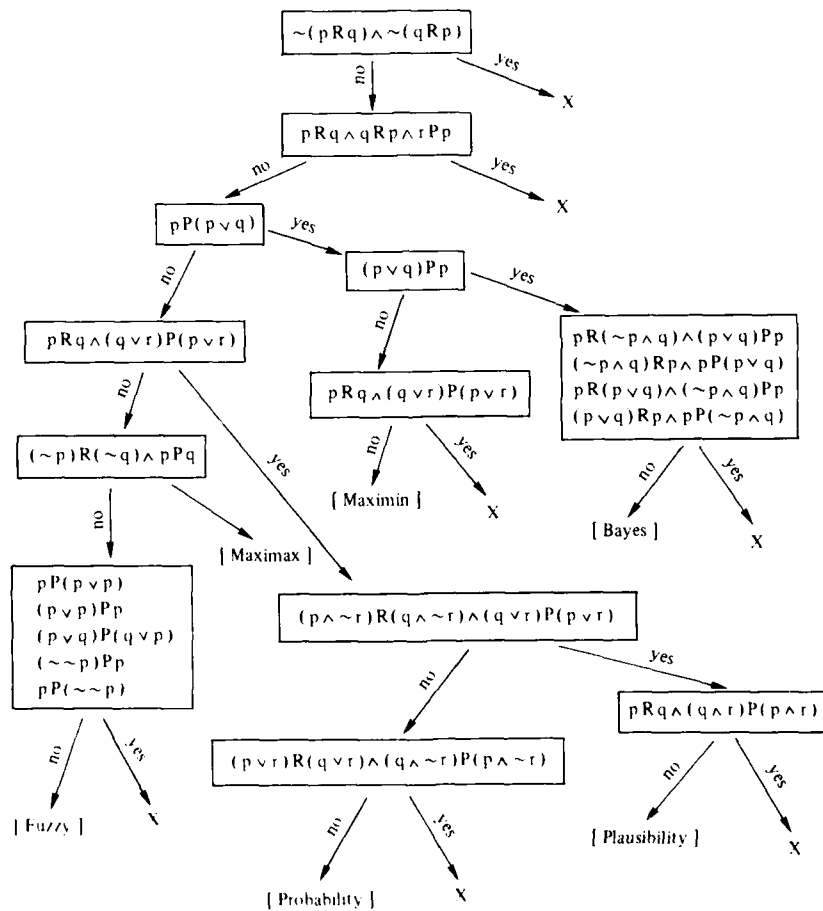 ~(pRq)∧~(qRp)
no
yes
X
pRq∧qRp∧rPp
no
yes
X
pP(p∨q)
yes
no
(p∨q)Pp
yes
no
pRq∧(q∨r)P(p∨r)
pR(~p∧q)∧(p∨q)Pp
(~p∧q)Rp∧pP(p∨q)
pR(p∨q)∧(~p∧q)Pp
(p∨q)Rp∧pP(~p∧q)
pRq∧(q∨r)P(p∨r)
no
yes
no
yes
no
yes
(~p)R(~q)∧pPq
[Maximin]
X
[Bayes]
X
no
[Maximax]
pP(p∨p)
(p∨p)Pp
(p∨q)P(q∨p)
(~~p)Pp
pP(~~p)
(p∧~r)R(q∧~r)∧(q∨r)P(p∨r)
no
yes
pRq∧(q∧r)P(p∧r)
no
yes
(p∨r)R(q∨r)∧(q∧~r)P(p∧~r)
no
yes
[Fuzzy]
X
no
yes
[Plausibility]
X
[Probability]
X